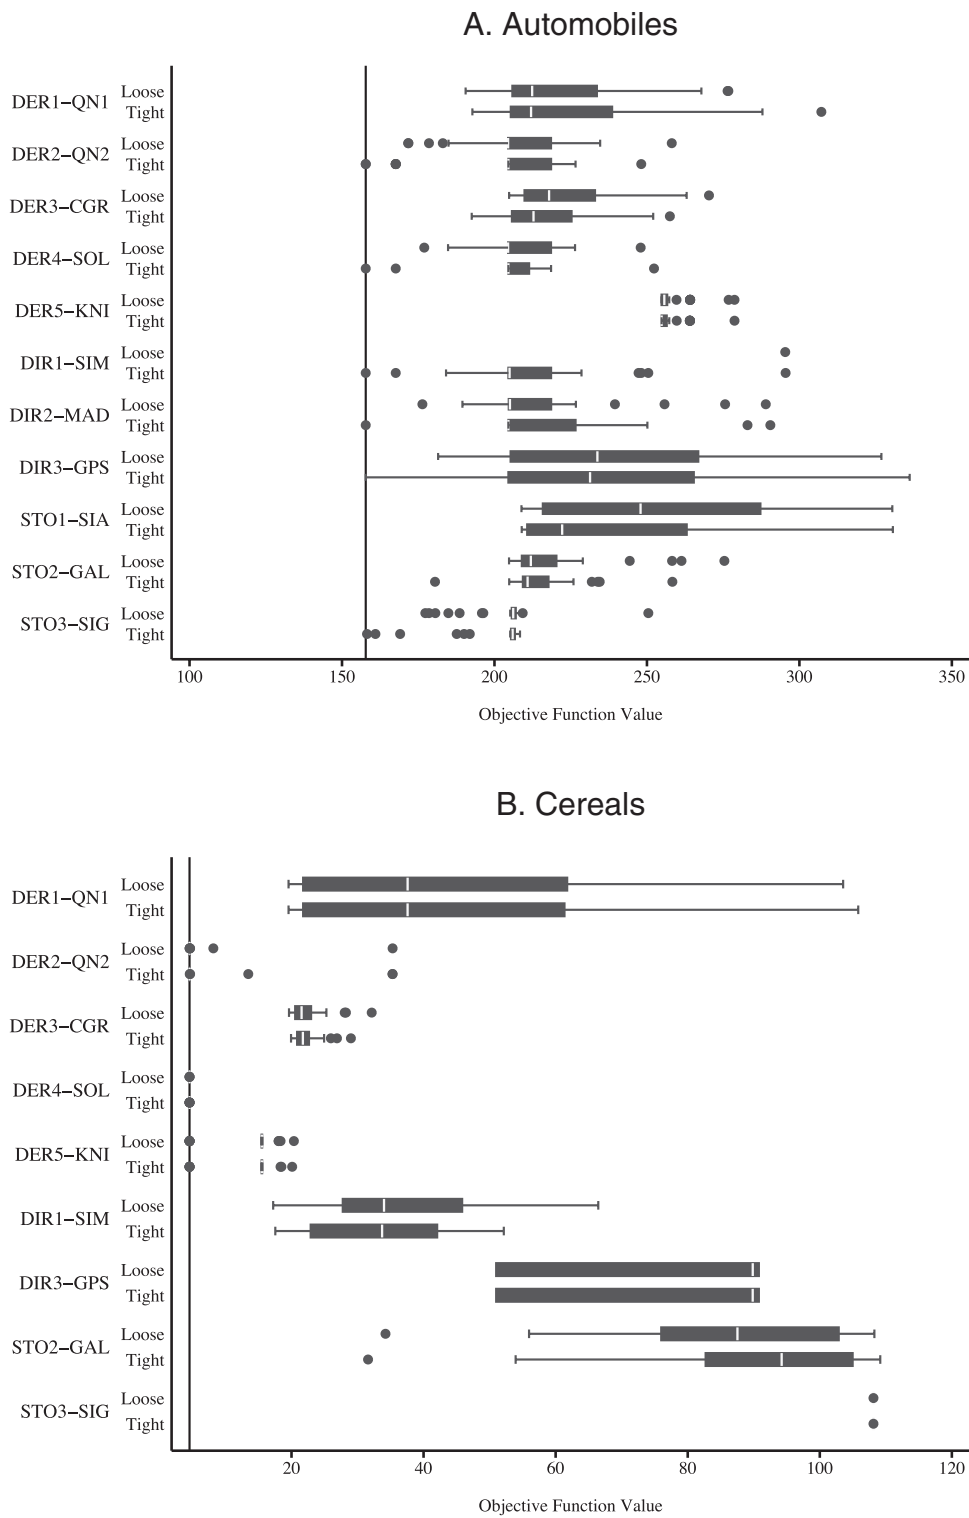 A. Automobiles
DER1−QN1 Loose
Tight
DER2−QN2 Loose
Tight
DER3−CGR Loose
Tight
DER4−SOL Loose
Tight
DER5−KNI Loose
Tight
DIR1−SIM Loose
Tight
DIR2−MAD Loose
Tight
DIR3−GPS Loose
Tight
STO1−SIA Loose
Tight
STO2−GAL Loose
Tight
STO3−SIG Loose
Tight
100 150 200 250 300 350
Objective Function Value
B. Cereals
DER1−QN1 Loose
Tight
DER2−QN2 Loose
Tight
DER3−CGR Loose
Tight
DER4−SOL Loose
Tight
DER5−KNI Loose
Tight
DIR1−SIM Loose
Tight
DIR3−GPS Loose
Tight
STO2−GAL Loose
Tight
STO3−SIG Loose
Tight
20 40 60 80 100 120
Objective Function Value